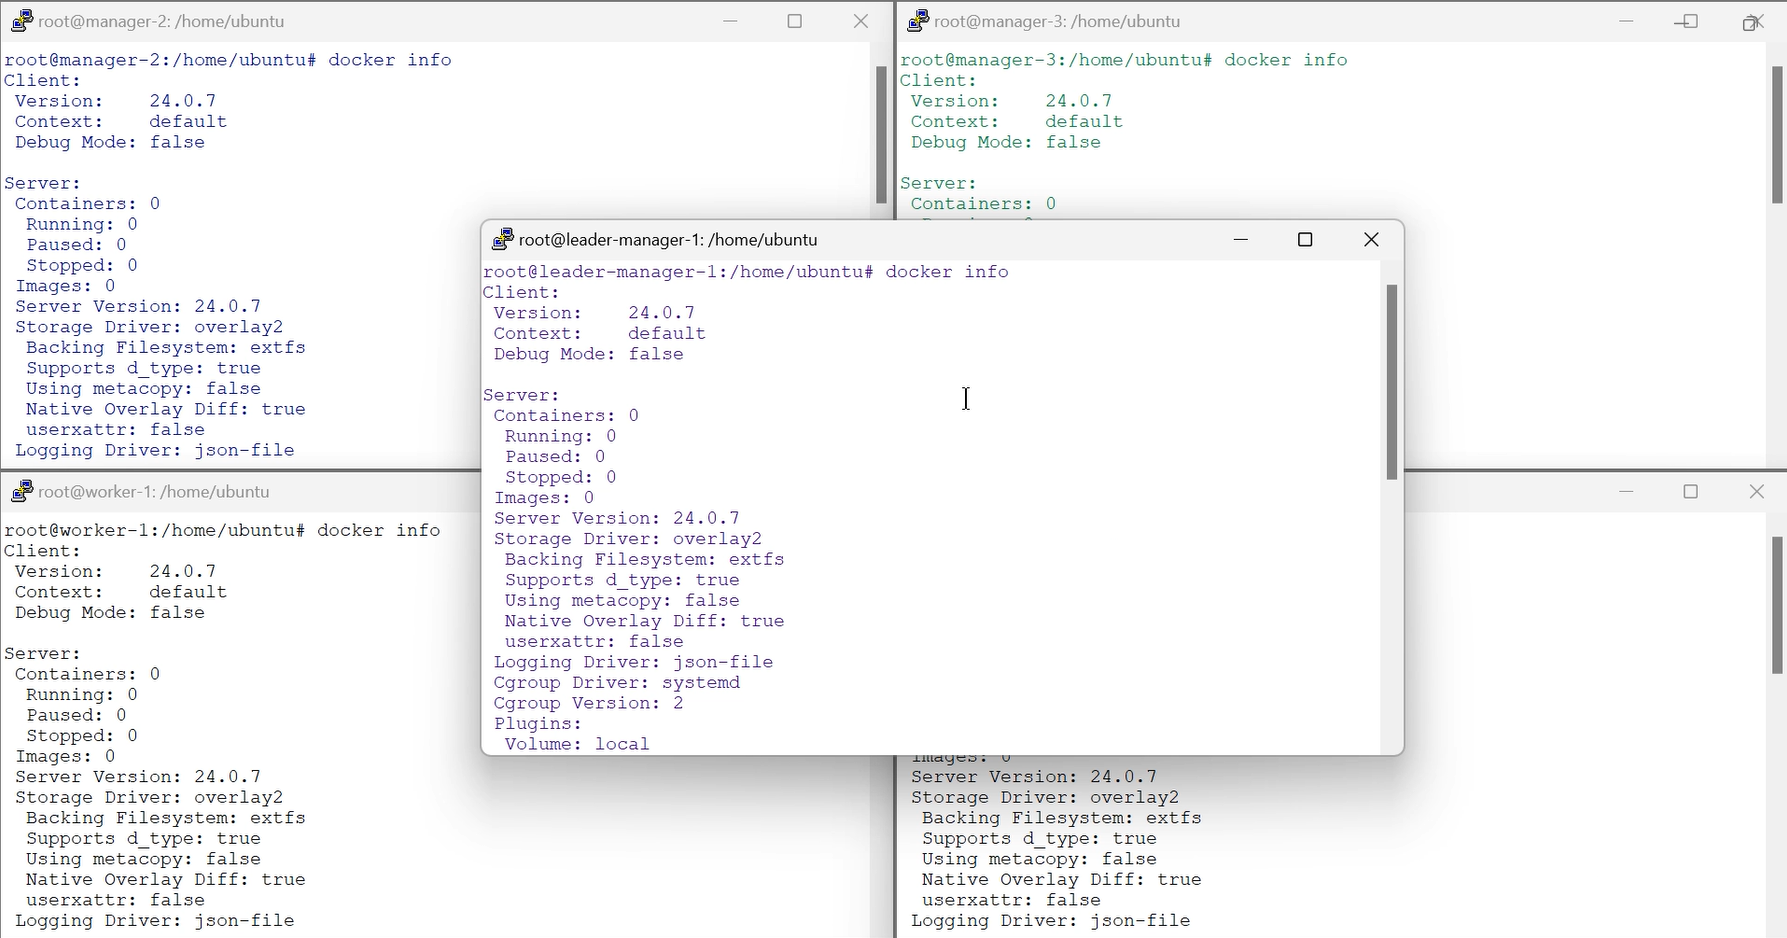 root@manager-2: /home/ubuntu
root@manager-2:/home/ubuntu# docker info
Client:
Version:    24.0.7
Context:    default
Debug Mode: false
Server:
Containers: 0
Running: 0
Paused: 0
Stopped: 0
Images: 0
Server Version: 24.0.7
Storage Driver: overlay2
Backing Filesystem: extfs
Supports d_type: true
Using metacopy: false
Native Overlay Diff: true
userxattr: false
Logging Driver: json-file
root@manager-3: /home/ubuntu
root@manager-3:/home/ubuntu# docker info
Client:
Version:    24.0.7
Context:    default
Debug Mode: false
Server:
Containers: 0
root@leader-manager-1: /home/ubuntu
root@leader-manager-1:/home/ubuntu# docker info
Client:
Version:    24.0.7
Context:    default
Debug Mode: false
Server:
Containers: 0
Running: 0
Paused: 0
Stopped: 0
Images: 0
Server Version: 24.0.7
Storage Driver: overlay2
Backing Filesystem: extfs
Supports d_type: true
Using metacopy: false
Native Overlay Diff: true
userxattr: false
Logging Driver: json-file
Cgroup Driver: systemd
Cgroup Version: 2
Plugins:
Volume: local
root@worker-1: /home/ubuntu
root@worker-1:/home/ubuntu# docker info
Client:
Version:    24.0.7
Context:    default
Debug Mode: false
Server:
Containers: 0
Running: 0
Paused: 0
Stopped: 0
Images: 0
Server Version: 24.0.7
Storage Driver: overlay2
Backing Filesystem: extfs
Supports d_type: true
Using metacopy: false
Native Overlay Diff: true
userxattr: false
Logging Driver: json-file
Images: 0
Server Version: 24.0.7
Storage Driver: overlay2
Backing Filesystem: extfs
Supports d_type: true
Using metacopy: false
Native Overlay Diff: true
userxattr: false
Logging Driver: json-file